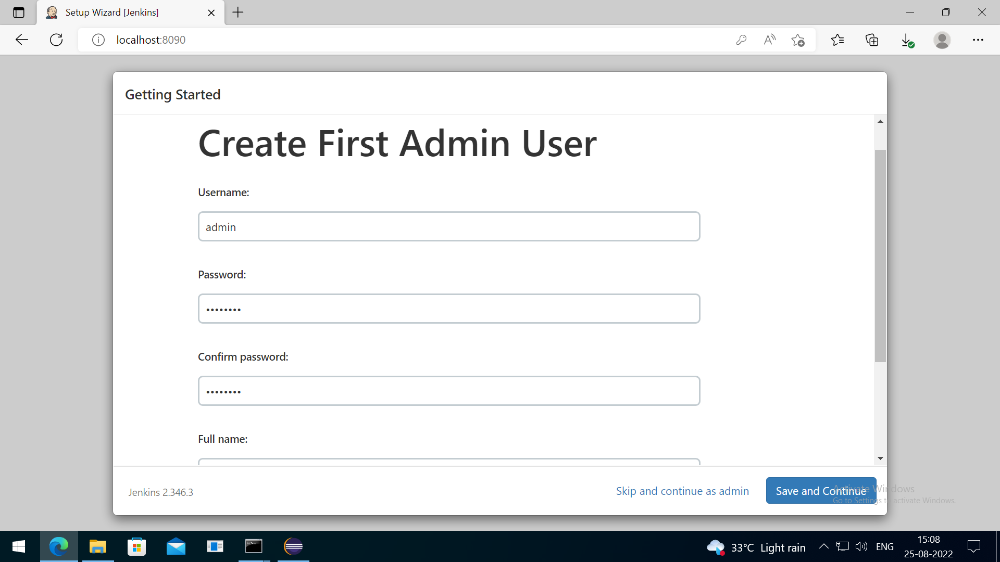 Setup Wizard [Jenkins]
localhost:8090
Getting Started
Create First Admin User
Username:
admin
Password:
••••••••
Confirm password:
••••••••
Full name:
Jenkins 2.346.3
Skip and continue as admin
Save and Continue
Activate Windows
Go to Settings to activate Windows.
33°C Light rain
ENG
15:08
25-08-2022